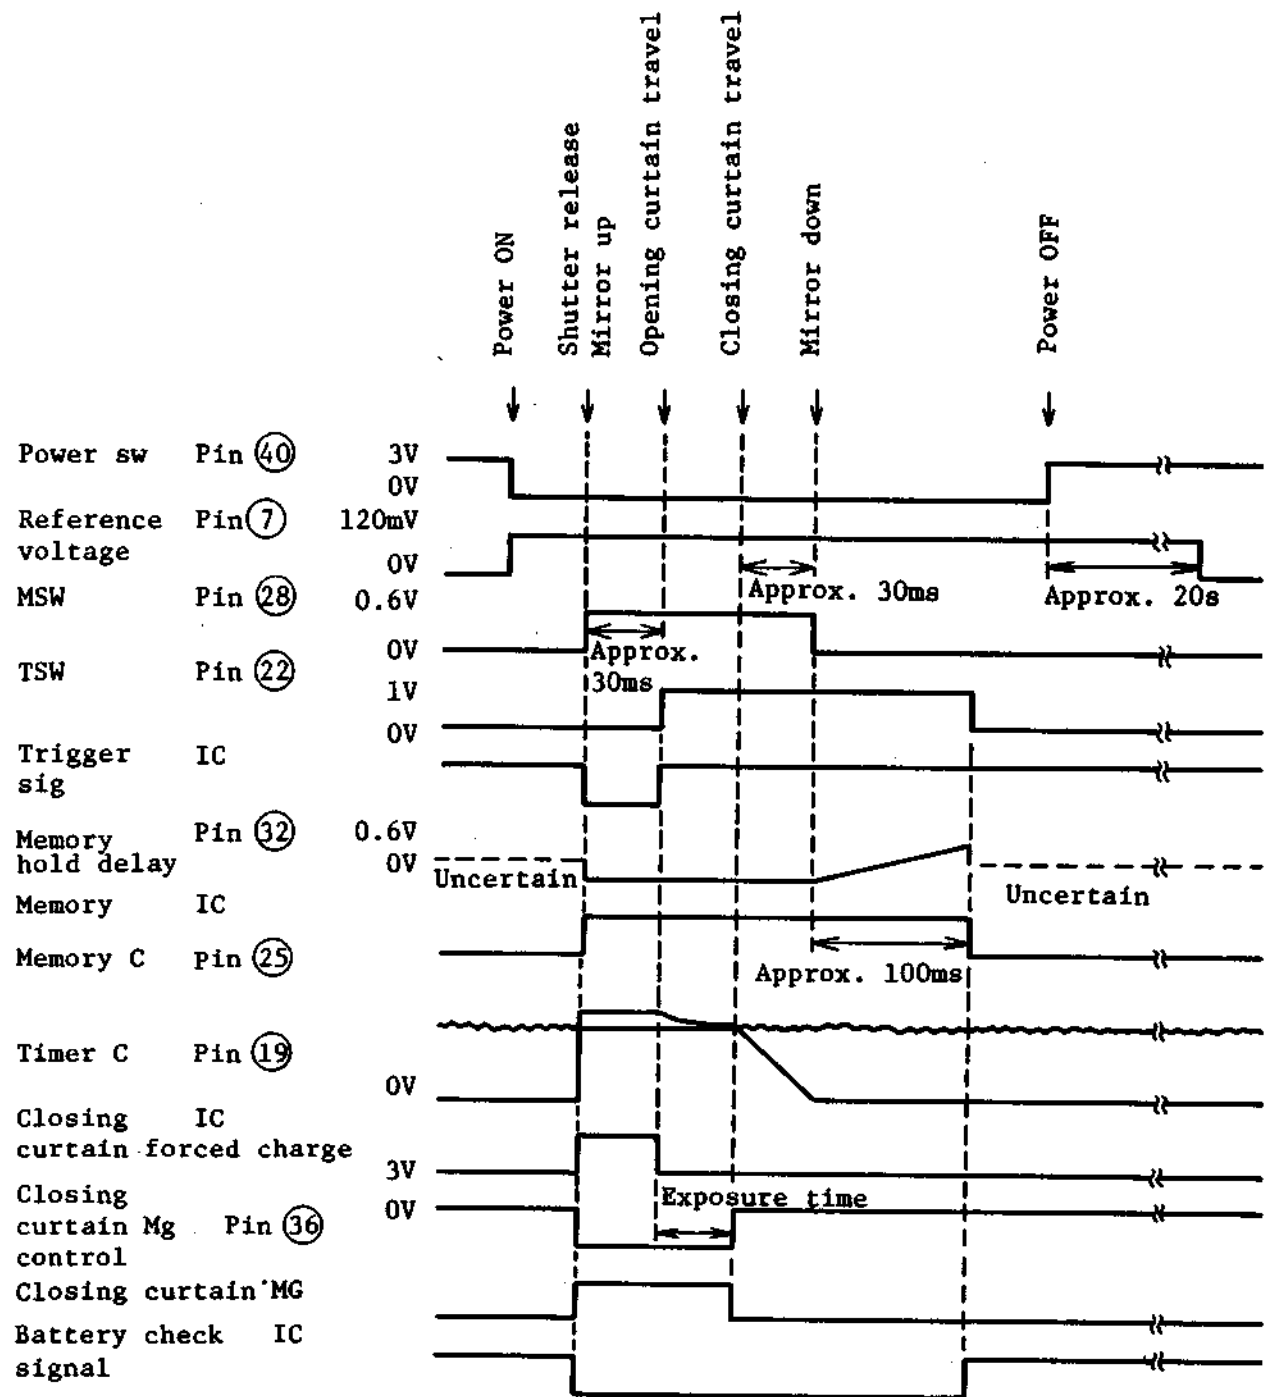 Power ON
Shutter release
Mirror up
Opening curtain travel
Closing curtain travel
Mirror down
Power OFF
Power sw Pin 40 3V
0V
Reference voltage Pin 7 120mV
0V
Approx. 30ms
Approx. 20s
MSW Pin 28 0.6V
0V
Approx.
30ms
TSW Pin 22 1V
0V
Trigger IC
sig
Memory Pin 32 0.6V
hold delay 0V
Uncertain
Uncertain
Memory IC
Approx. 100ms
Memory C Pin 25
Timer C Pin 19
0V
Closing IC
curtain forced charge
3V
Closing 0V
Exposure time
curtain Mg Pin 36
control
Closing curtain MG
Battery check IC
signal